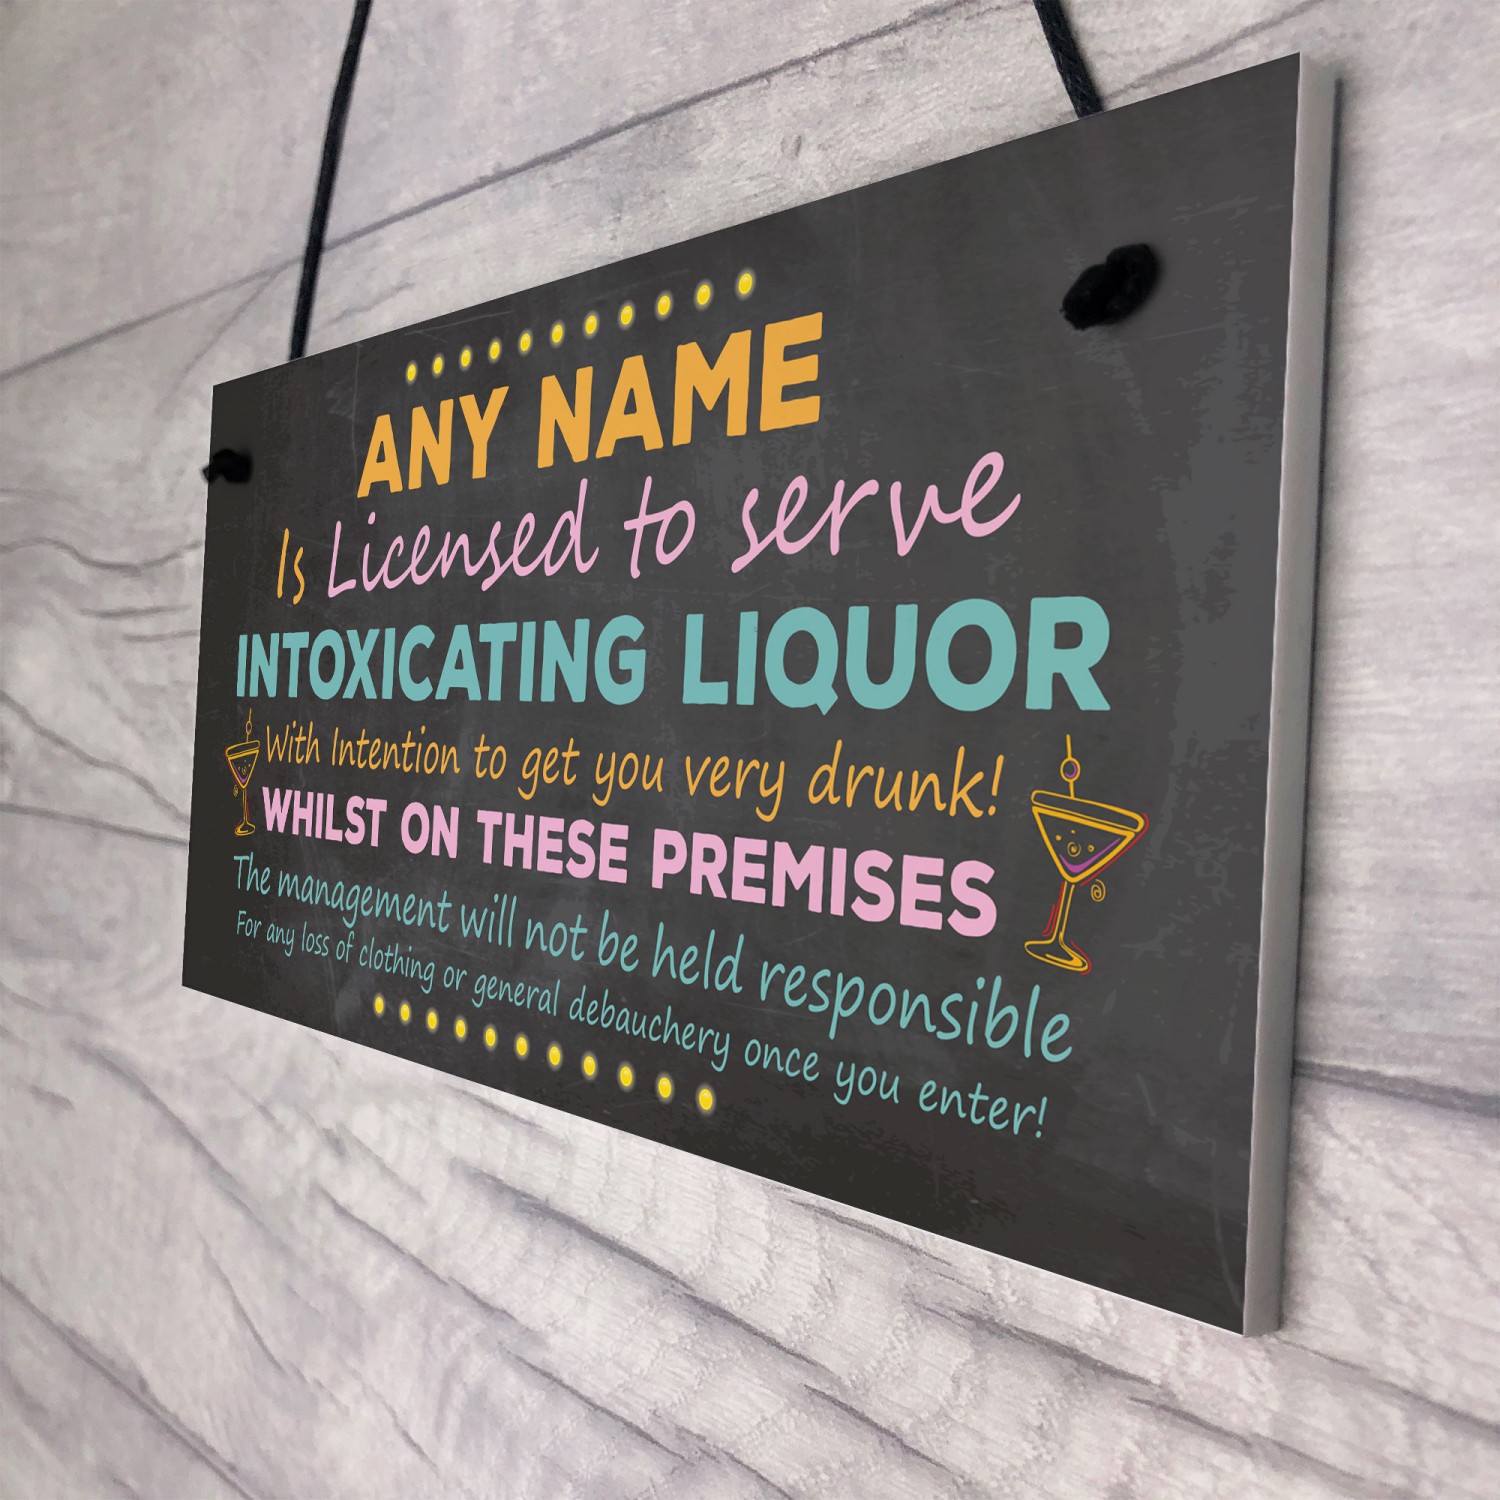 ANY NAME
Is Licensed to serve
INTOXICATING LIQUOR
With Intention to get you very drunk!
WHILST ON THESE PREMISES
The management will not be held responsible
For any loss of clothing or general debauchery once you enter!